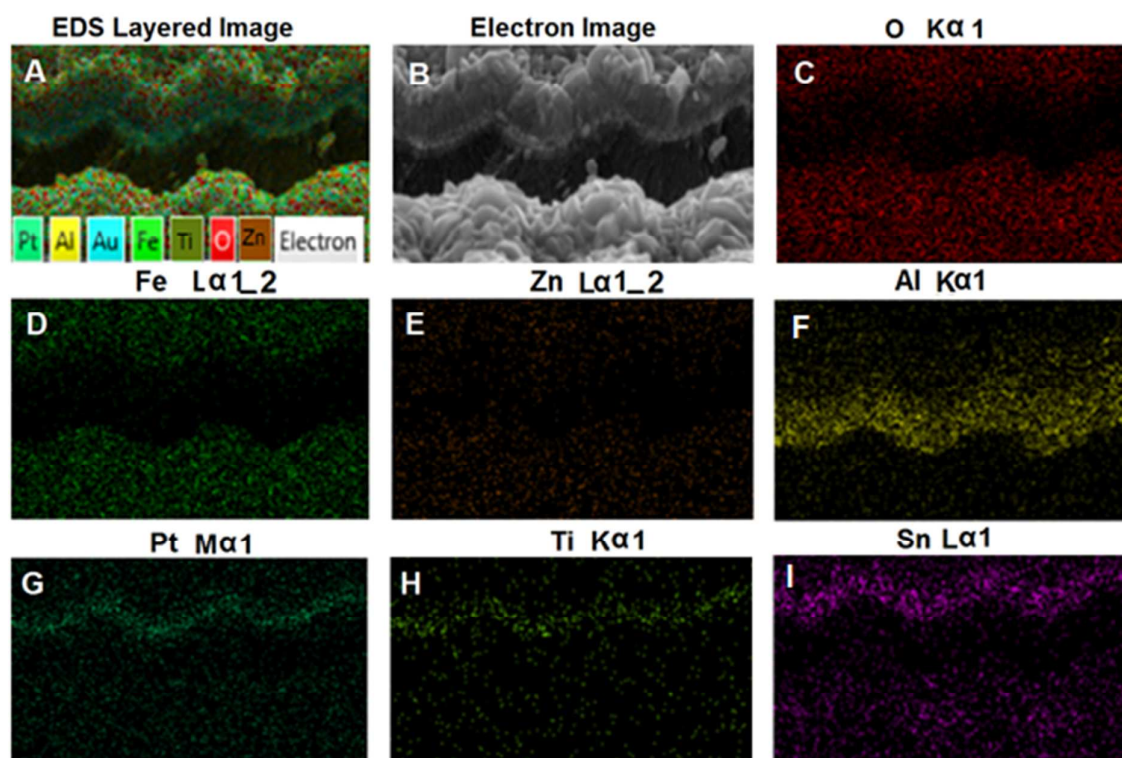 EDS Layered Image
Electron Image
O Kα1
A
B
C
Pt Al Au Fe Ti O Zn Electron
Fe Lα1_2
Zn Lα1_2
Al Kα1
D
E
F
Pt Mα1
Ti Kα1
Sn Lα1
G
H
I